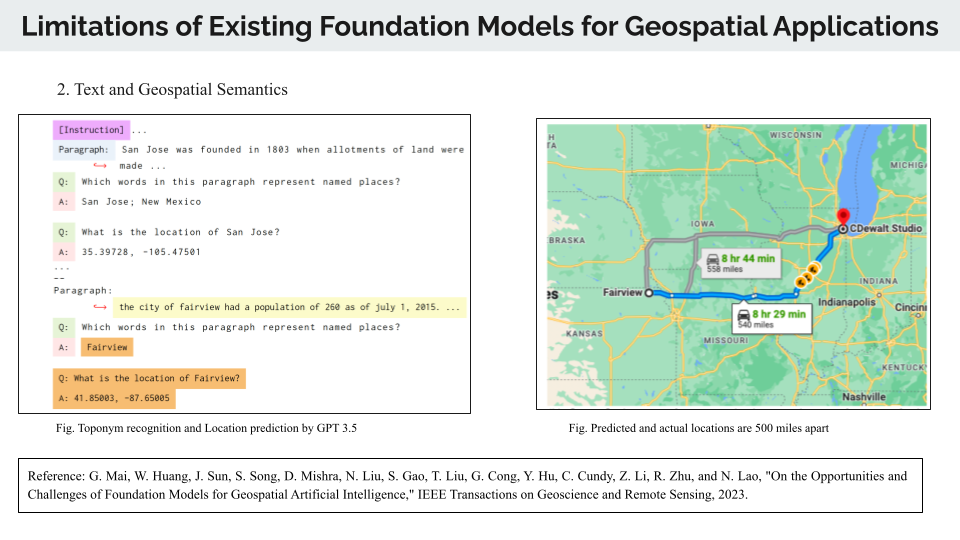 Limitations of Existing Foundation Models for Geospatial Applications
2. Text and Geospatial Semantics
[Instruction] ...
Paragraph: San Jose was founded in 1803 when allotments of land were
made ...
Q: Which words in this paragraph represent named places?
A: San Jose; New Mexico
Q: What is the location of San Jose?
A: 35.39728, -105.47501
...
--
Paragraph:
the city of fairview had a population of 260 as of july 1, 2015. ...
Q: Which words in this paragraph represent named places?
A: Fairview
Q: What is the location of Fairview?
A: 41.85003, -87.65005
Fig. Toponym recognition and Location prediction by GPT 3.5
H
TA
WISCONSIN
MICHIG
IOWA
CDewalt Studio
EBRASKA
8 hr 44 min
558 miles
es
Fairview
INDIANA
Indianapolis
Cincin
8 hr 29 min
540 miles
KANSAS
MISSOURI
KENTUCK
Nashville
Fig. Predicted and actual locations are 500 miles apart
Reference: G. Mai, W. Huang, J. Sun, S. Song, D. Mishra, N. Liu, S. Gao, T. Liu, G. Cong, Y. Hu, C. Cundy, Z. Li, R. Zhu, and N. Lao, "On the Opportunities and
Challenges of Foundation Models for Geospatial Artificial Intelligence," IEEE Transactions on Geoscience and Remote Sensing, 2023.